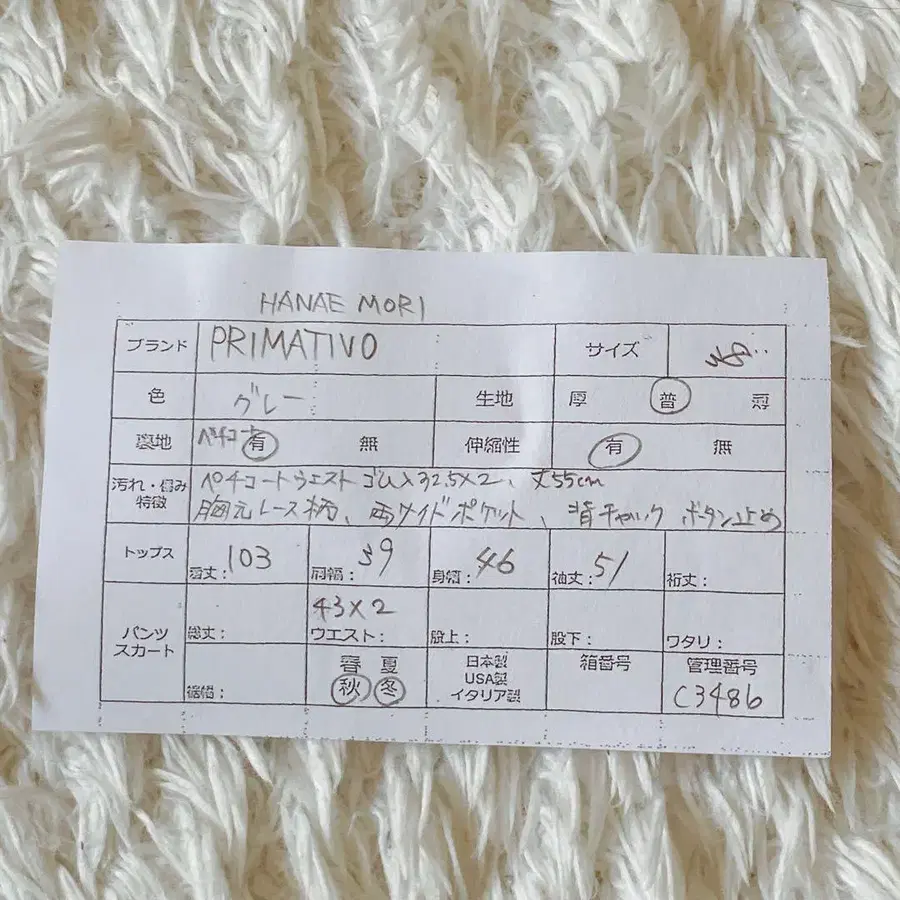 HANAE MORI
ブランド PRIMATIVO サイズ
色 グレー 生地 厚 普 薄
裏地 ペチコート 有 無 伸縮性 有 無
汚れ・傷み 特徴 ペチコートウエストゴム入32.5×2、丈55cm
胸元レース柄、両サイドポケット、背チャック ボタン止め
トップス 着丈: 103 肩幅: 39 身幅: 46 袖丈: 51 裄丈:
パンツ スカート 総丈: 43×2 ウエスト: 股上: 股下: ワタリ:
裾幅: 春 夏 秋 冬 日本製 USA製 イタリア製 箱番号 管理番号 C3486